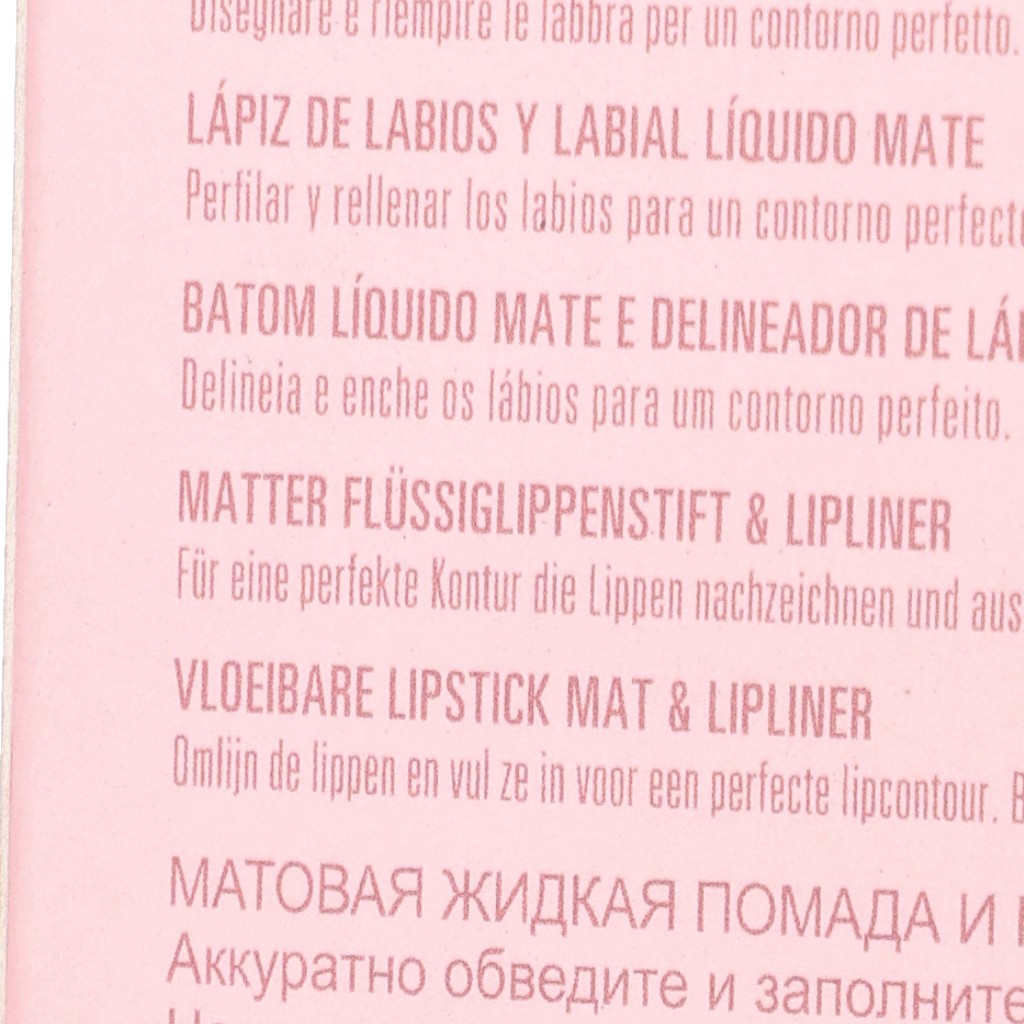 Disegnare e riempire le labbra per un contorno perfetto.
LÁPIZ DE LABIOS Y LABIAL LÍQUIDO MATE
Perfilar y rellenar los labios para un contorno
BATOM LÍQUIDO MATE E DELINEADOR DE
Delineia e enche os lábios para um contorno perfeito.
MATTER FLÜSSIGLIPPENSTIFT & LIPLINER
Für eine perfekte Kontur die Lippen nachzeichnen und
VLOEIBARE LIPSTICK MAT & LIPLINER
Omlijn de lippen en vul ze in voor een perfecte lipcontour.
МАТОВАЯ ЖИДКАЯ ПОМАДА И
Аккуратно обведите и заполните